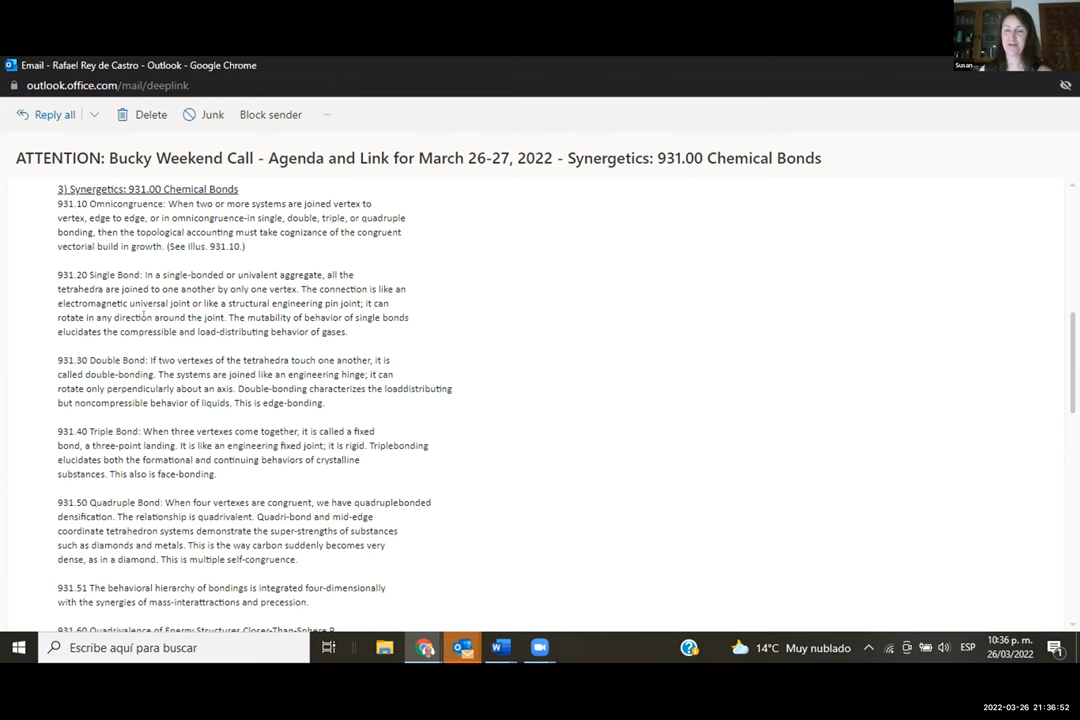 Susan
Email - Rafael Rey de Castro - Outlook - Google Chrome
outlook.office.com/mail/deeplink
Reply all Delete Junk Block sender ...
ATTENTION: Bucky Weekend Call - Agenda and Link for March 26-27, 2022 - Synergetics: 931.00 Chemical Bonds
3) Synergetics: 931.00 Chemical Bonds
931.10 Omnicongruence: When two or more systems are joined vertex to
vertex, edge to edge, or in omnicongruence-in single, double, triple, or quadruple
bonding, then the topological accounting must take cognizance of the congruent
vectorial build in growth. (See Illus. 931.10.)
931.20 Single Bond: In a single-bonded or univalent aggregate, all the
tetrahedra are joined to one another by only one vertex. The connection is like an
electromagnetic universal joint or like a structural engineering pin joint; it can
rotate in any direction around the joint. The mutability of behavior of single bonds
elucidates the compressible and load-distributing behavior of gases.
931.30 Double Bond: If two vertexes of the tetrahedra touch one another, it is
called double-bonding. The systems are joined like an engineering hinge; it can
rotate only perpendicularly about an axis. Double-bonding characterizes the loaddistributing
but noncompressible behavior of liquids. This is edge-bonding.
931.40 Triple Bond: When three vertexes come together, it is called a fixed
bond, a three-point landing. It is like an engineering fixed joint; it is rigid. Triplebonding
elucidates both the formational and continuing behaviors of crystalline
substances. This also is face-bonding.
931.50 Quadruple Bond: When four vertexes are congruent, we have quadruplebonded
densification. The relationship is quadrivalent. Quadri-bond and mid-edge
coordinate tetrahedron systems demonstrate the super-strengths of substances
such as diamonds and metals. This is the way carbon suddenly becomes very
dense, as in a diamond. This is multiple self-congruence.
931.51 The behavioral hierarchy of bondings is integrated four-dimensionally
with the synergies of mass-interattractions and precession.
931.60 Quadrivalence of Energy Structures Closer-Than-Sphere P
Escribe aquí para buscar
14°C Muy nublado
ESP
10:36 p. m.
26/03/2022
1
2022-03-26 21:36:52